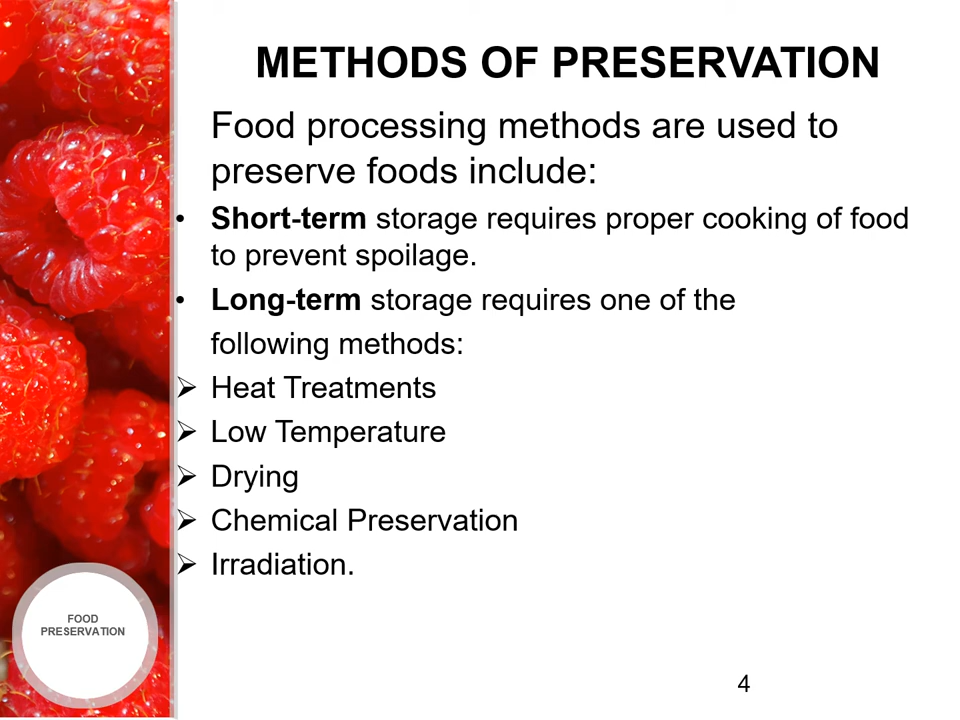 METHODS OF PRESERVATION
Food processing methods are used to
preserve foods include:
• Short-term storage requires proper cooking of food
to prevent spoilage.
• Long-term storage requires one of the
following methods:
➢ Heat Treatments
➢ Low Temperature
➢ Drying
➢ Chemical Preservation
➢ Irradiation.
FOOD
PRESERVATION
4